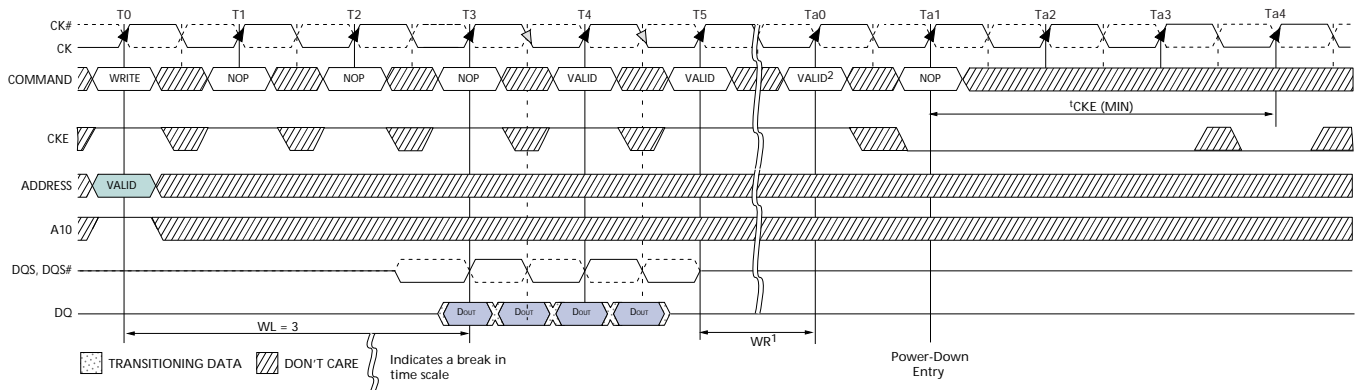 T0 T1 T2 T3 T4 T5 Ta0 Ta1 Ta2 Ta3 Ta4
CK#
CK
COMMAND WRITE NOP NOP NOP VALID VALID VALID2 NOP
tCKE (MIN)
CKE
ADDRESS VALID
A10
DQS, DQS#
DQ DOUT DOUT DOUT DOUT
WL = 3
WR1
TRANSITIONING DATA DON'T CARE Indicates a break in
time scale
Power-Down
Entry